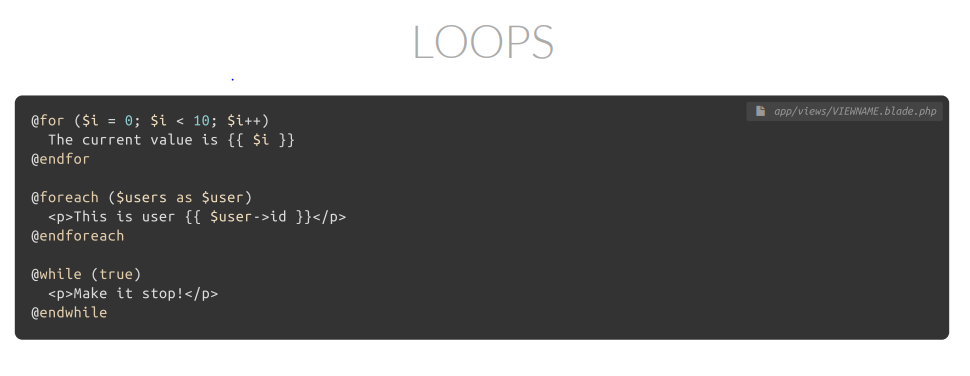 LOOPS
app/views/VIEWNAME.blade.php
@for ($i = 0; $i < 10; $i++)
  The current value is {{ $i }}
@endfor

@foreach ($users as $user)
  <p>This is user {{ $user->id }}</p>
@endforeach

@while (true)
  <p>Make it stop!</p>
@endwhile